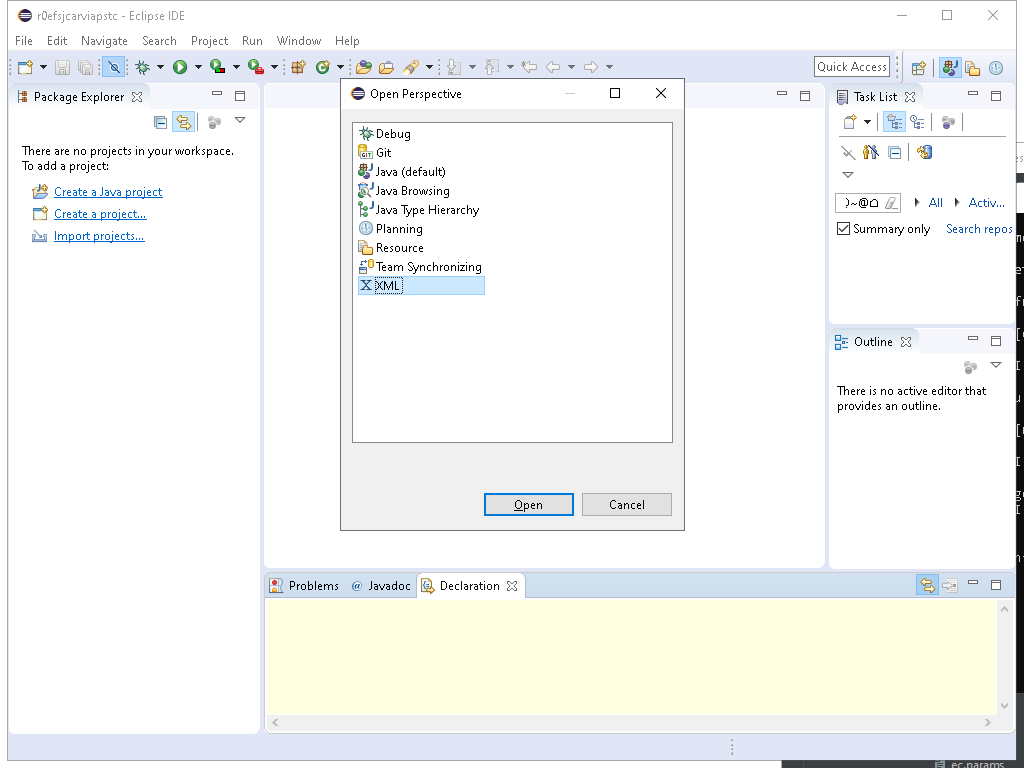 r0efsjcarviapstc - Eclipse IDE
File Edit Navigate Search Project Run Window Help
Quick Access
Package Explorer
There are no projects in your workspace.
To add a project:
Create a Java project
Create a project...
Import projects...
Open Perspective
Debug
Git
Java (default)
Java Browsing
Java Type Hierarchy
Planning
Resource
Team Synchronizing
XML
Open Cancel
Task List
All Activ...
Summary only Search repos
Outline
There is no active editor that
provides an outline.
Problems @ Javadoc Declaration
ec.params